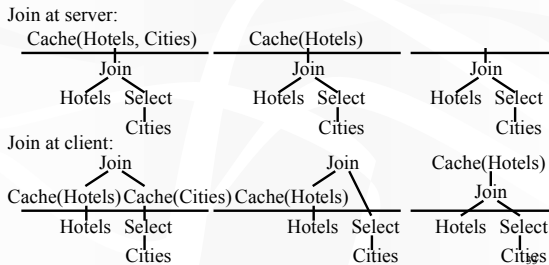 Join at server:
Cache(Hotels, Cities) Cache(Hotels)
Join Join Join
Hotels Select Hotels Select Hotels Select
Cities Cities Cities
Join at client:
Join Join Cache(Hotels)
Cache(Hotels) Cache(Cities) Cache(Hotels) Join
Hotels Select Hotels Select Hotels Select
Cities Cities Cities